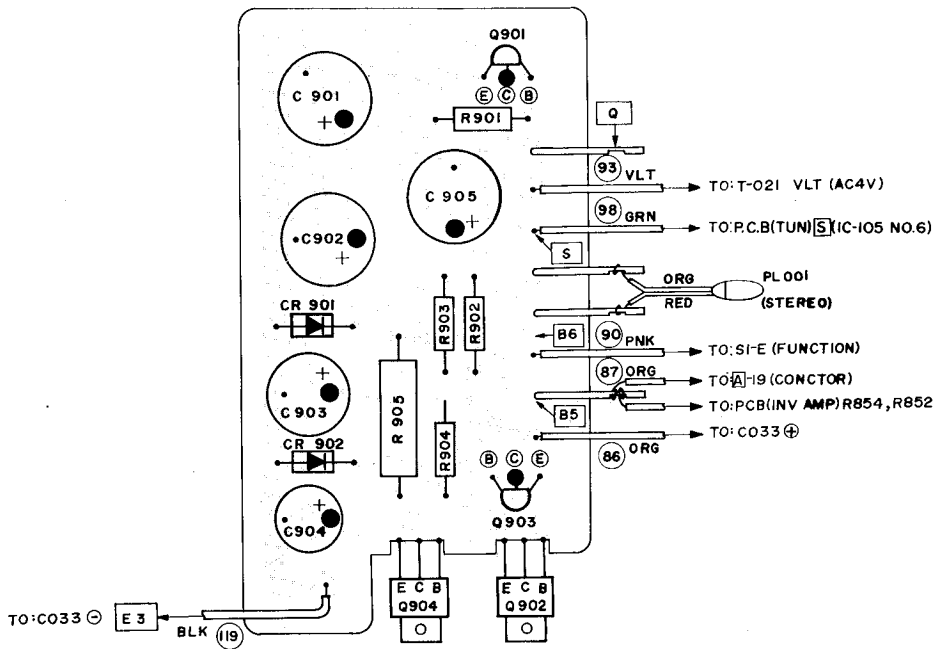 Q901
C 901
E C B
R901
Q
93 VLT
TO:T-021 VLT (AC4V)
C 905
98 GRN
TO:P.C.B(TUN) S (IC-105 NO.6)
C902
S
ORG
RED
PL001
(STEREO)
CR 901
R903
R902
B6
90 PNK
TO:S1-E (FUNCTION)
87 ORG
TO:A-19 (CONCTOR)
C903
R 905
B5
TO:PCB(INV AMP) R854, R852
TO:C033 ⊕
CR 902
R904
86 ORG
B C E
C904
Q903
E C B
Q904
E C B
Q902
TO:C033 ⊖
E 3
BLK 119